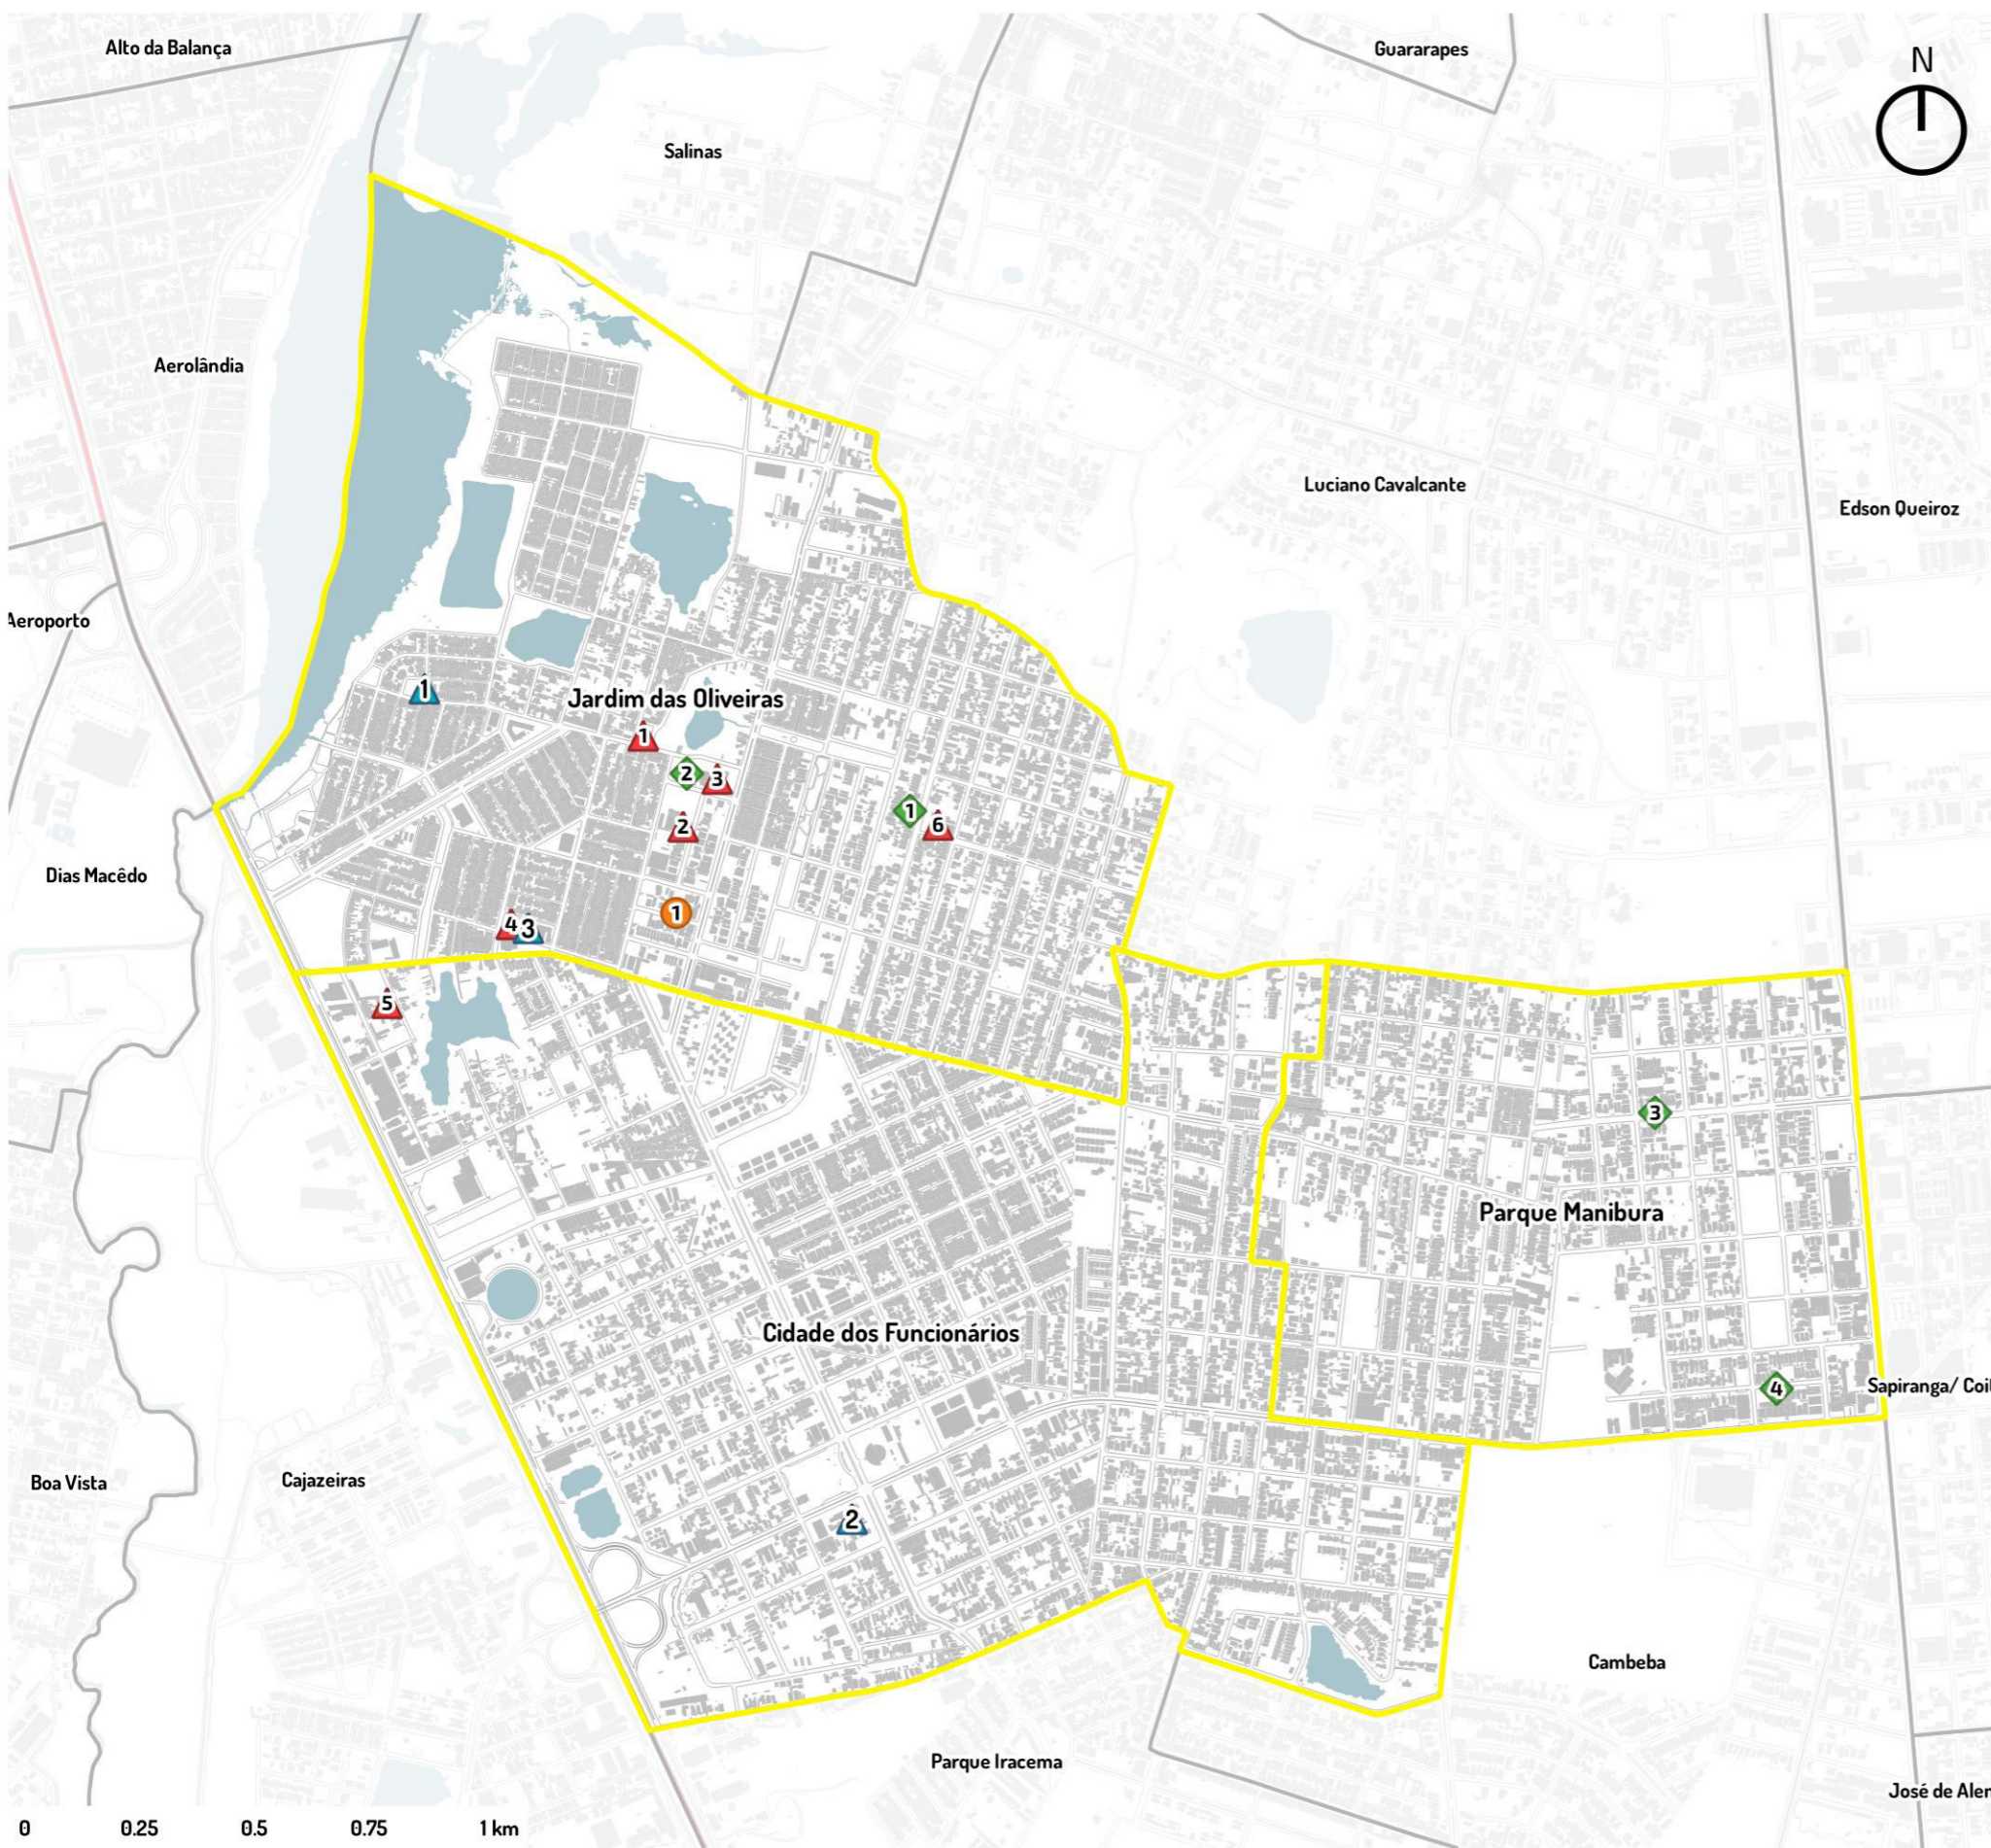 Alto da Balança
Guararapes
N
Salinas
Aerolândia
Luciano Cavalcante
Edson Queiroz
Aeroporto
1
Jardim das Oliveiras
1
2
3
1
6
2
Dias Macêdo
1
4
3
5
3
Parque Manibura
Cidade dos Funcionários
4
Sapiranga/ Coi
Boa Vista
Cajazeiras
2
Cambeba
Parque Iracema
José de Aler
0 0.25 0.5 0.75 1 km